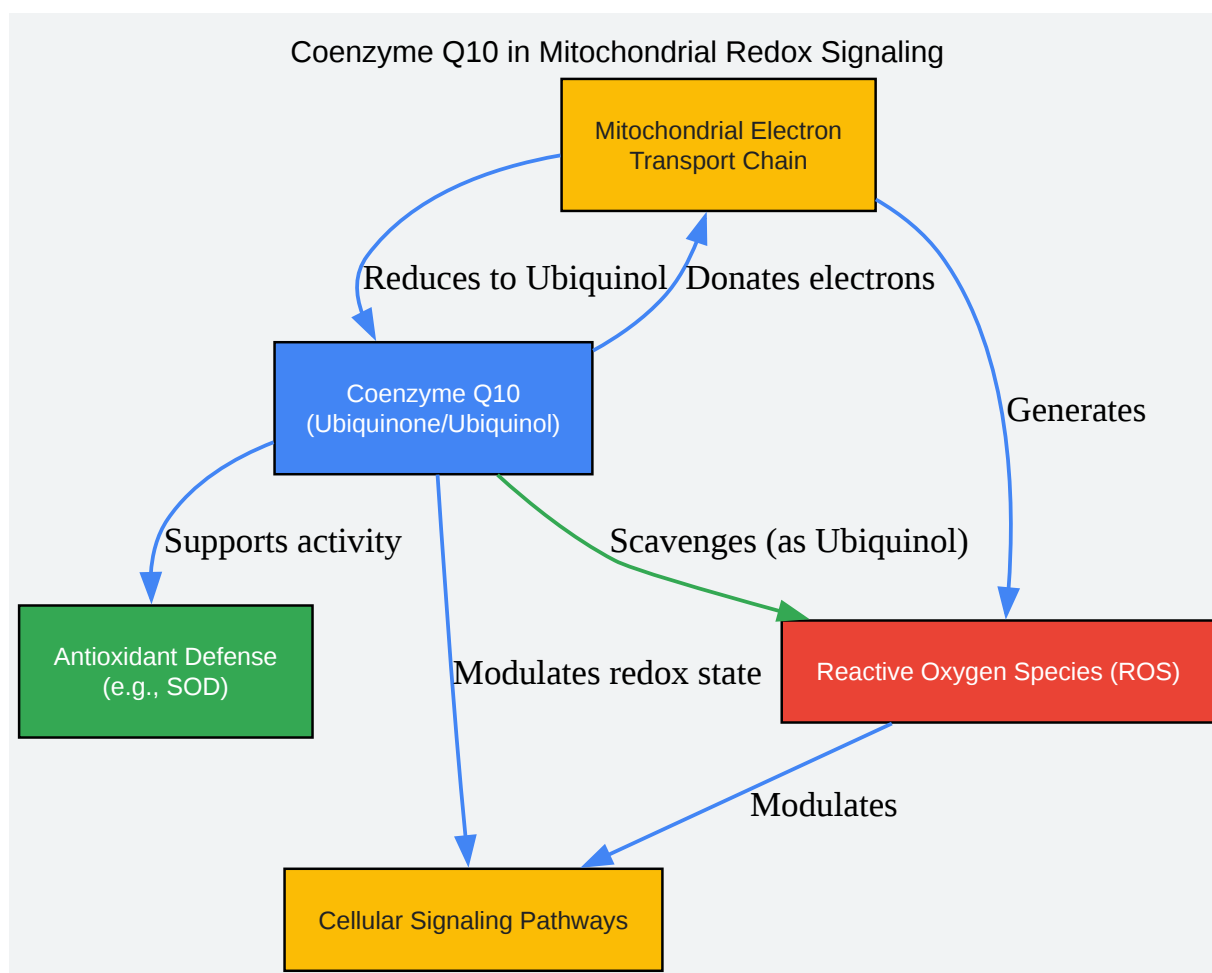 Coenzyme Q10 in Mitochondrial Redox Signaling
Mitochondrial Electron
Transport Chain
Reduces to Ubiquinol
Donates electrons
Coenzyme Q10
(Ubiquinone/Ubiquinol)
Generates
Supports activity
Scavenges (as Ubiquinol)
Antioxidant Defense
(e.g., SOD)
Modulates redox state
Reactive Oxygen Species (ROS)
Modulates
Cellular Signaling Pathways